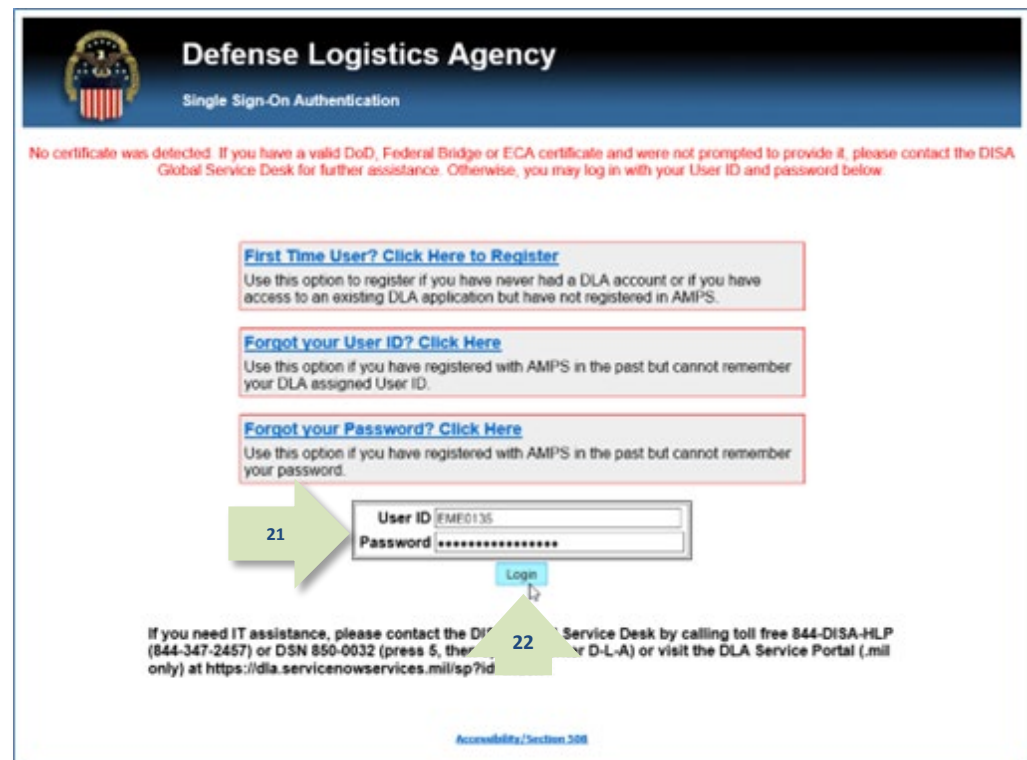 Defense Logistics Agency
Single Sign-On Authentication
No certificate was detected. If you have a valid DoD, Federal Bridge or ECA certificate and were not prompted to provide it, please contact the DISA
Global Service Desk for further assistance. Otherwise, you may log in with your User ID and password below.
First Time User? Click Here to Register
Use this option to register if you have never had a DLA account or if you have
access to an existing DLA application but have not registered in AMPS.
Forgot your User ID? Click Here
Use this option if you have registered with AMPS in the past but cannot remember
your DLA assigned User ID.
Forgot your Password? Click Here
Use this option if you have registered with AMPS in the past but cannot remember
your password.
21
User ID EME0135
Password ••••••••••••••••
Login
If you need IT assistance, please contact the Service Desk by calling toll free 844-DISA-HLP
22
(844-347-2457) or DSN 850-0032 (press 5, D-L-A) or visit the DLA Service Portal (.mil
only) at https://dla.servicenowservices.mil/sp?id
Accessibility/Section 508